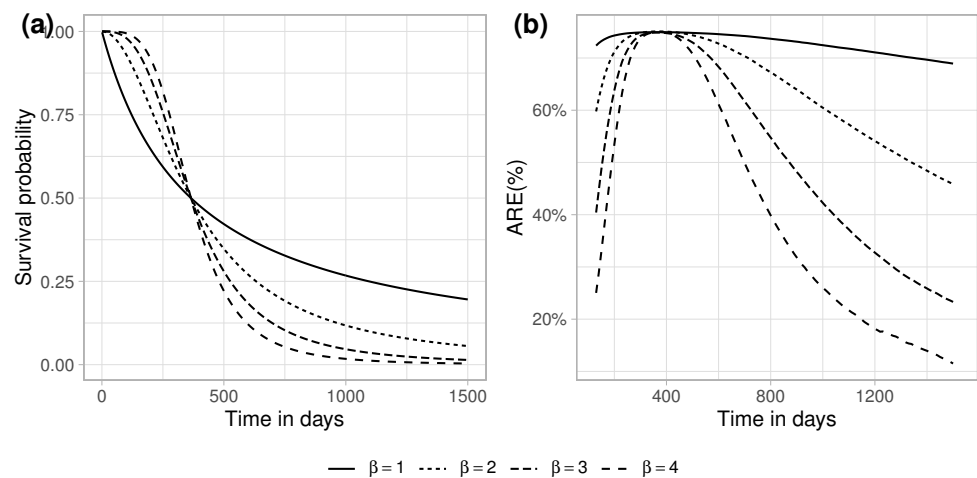 (a)
1.00
0.75
0.50
0.25
0.00
Survival probability
0
500
1000
1500
Time in days
(b)
60%
40%
20%
ARE(%)
400
800
1200
Time in days
β = 1
β = 2
β = 3
β = 4